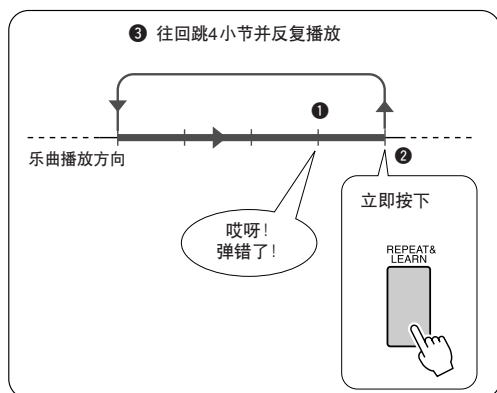 ❸ 往回跳4小节并反复播放
❶
乐曲播放方向
❷
哎呀!
弹错了!
立即按下
REPEAT&
LEARN